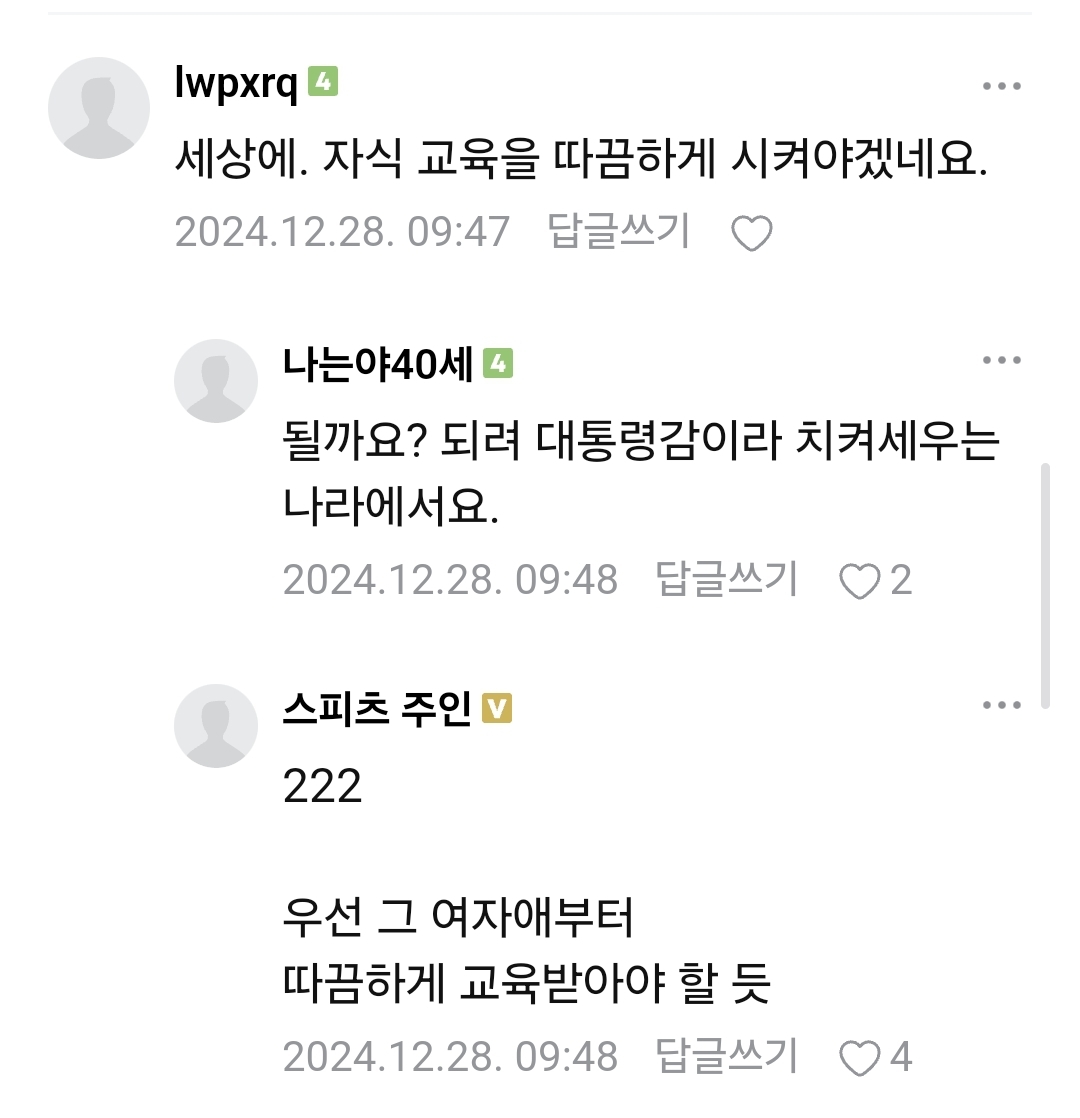 lwpxrq 4
세상에. 자식 교육을 따끔하게 시켜야겠네요.
2024.12.28. 09:47 답글쓰기
나는야40세 4
될까요? 되려 대통령감이라 치켜세우는
나라에서요.
2024.12.28. 09:48 답글쓰기 2
스피츠 주인 V
222
우선 그 여자애부터
따끔하게 교육받아야 할 듯
2024.12.28. 09:48 답글쓰기 4